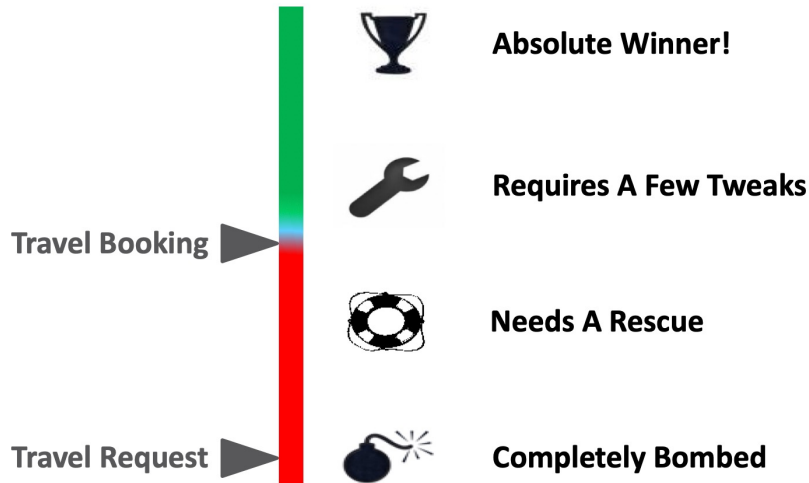 Absolute Winner!
Requires A Few Tweaks
Travel Booking
Needs A Rescue
Travel Request
Completely Bombed